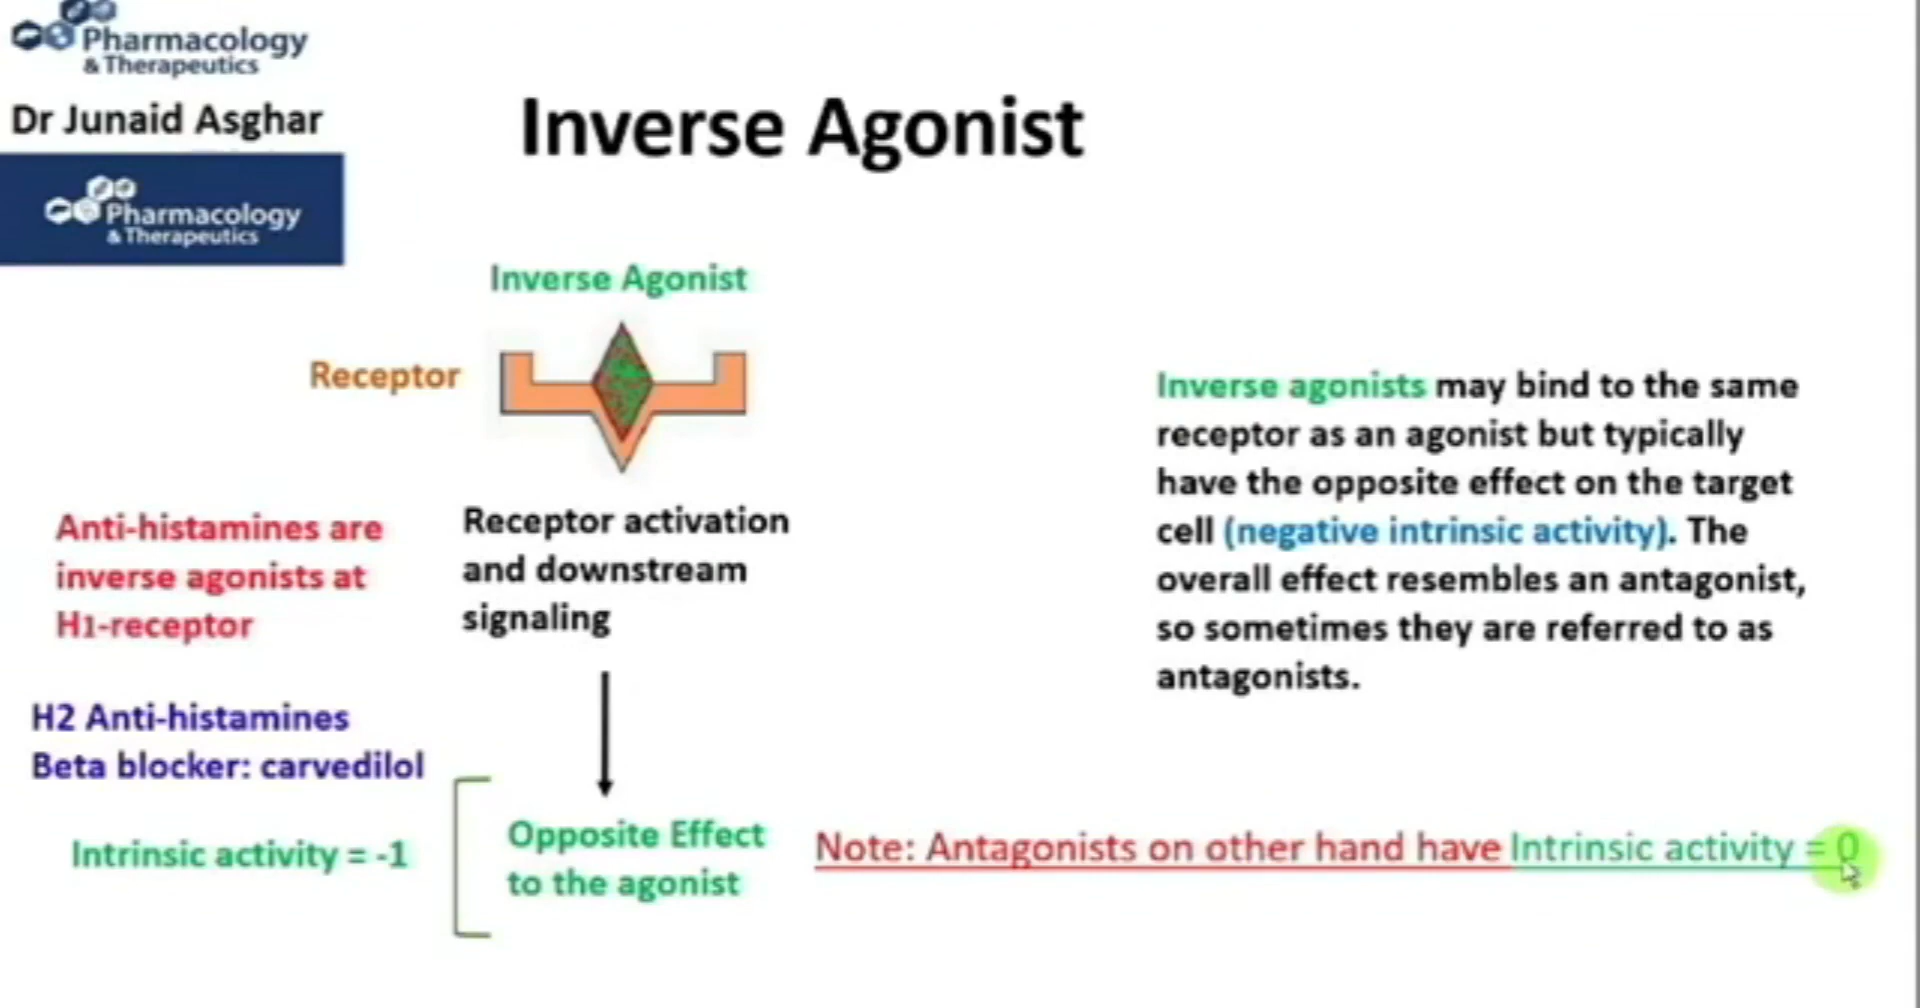 Pharmacology
& Therapeutics
Dr Junaid Asghar
Pharmacology
& Therapeutics
Inverse Agonist
Inverse Agonist
Receptor
Anti-histamines are
inverse agonists at
H1-receptor
H2 Anti-histamines
Beta blocker: carvedilol
Intrinsic activity = -1
Receptor activation
and downstream
signaling
Opposite Effect
to the agonist
Inverse agonists may bind to the same
receptor as an agonist but typically
have the opposite effect on the target
cell (negative intrinsic activity). The
overall effect resembles an antagonist,
so sometimes they are referred to as
antagonists.
Note: Antagonists on other hand have Intrinsic activity = 0